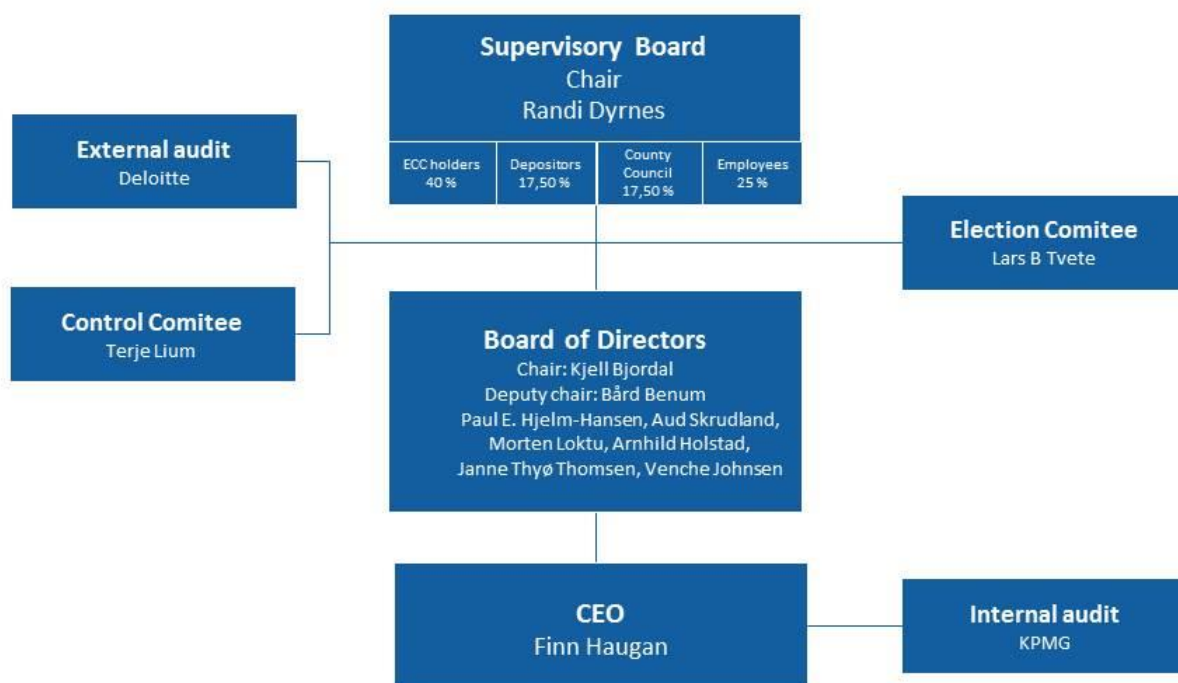 Supervisory Board
Chair
Randi Dyrnes
ECC holders
40 %
Depositors
17,50 %
County
Council
17,50 %
Employees
25 %
External audit
Deloitte
Election Comitee
Lars B Tvete
Control Comitee
Terje Lium
Board of Directors
Chair: Kjell Bjordal
Deputy chair: Bård Benum
Paul E. Hjelm-Hansen, Aud Skrudland,
Morten Loktu, Arnhild Holstad,
Janne Thyø Thomsen, Venche Johnsen
CEO
Finn Haugan
Internal audit
KPMG